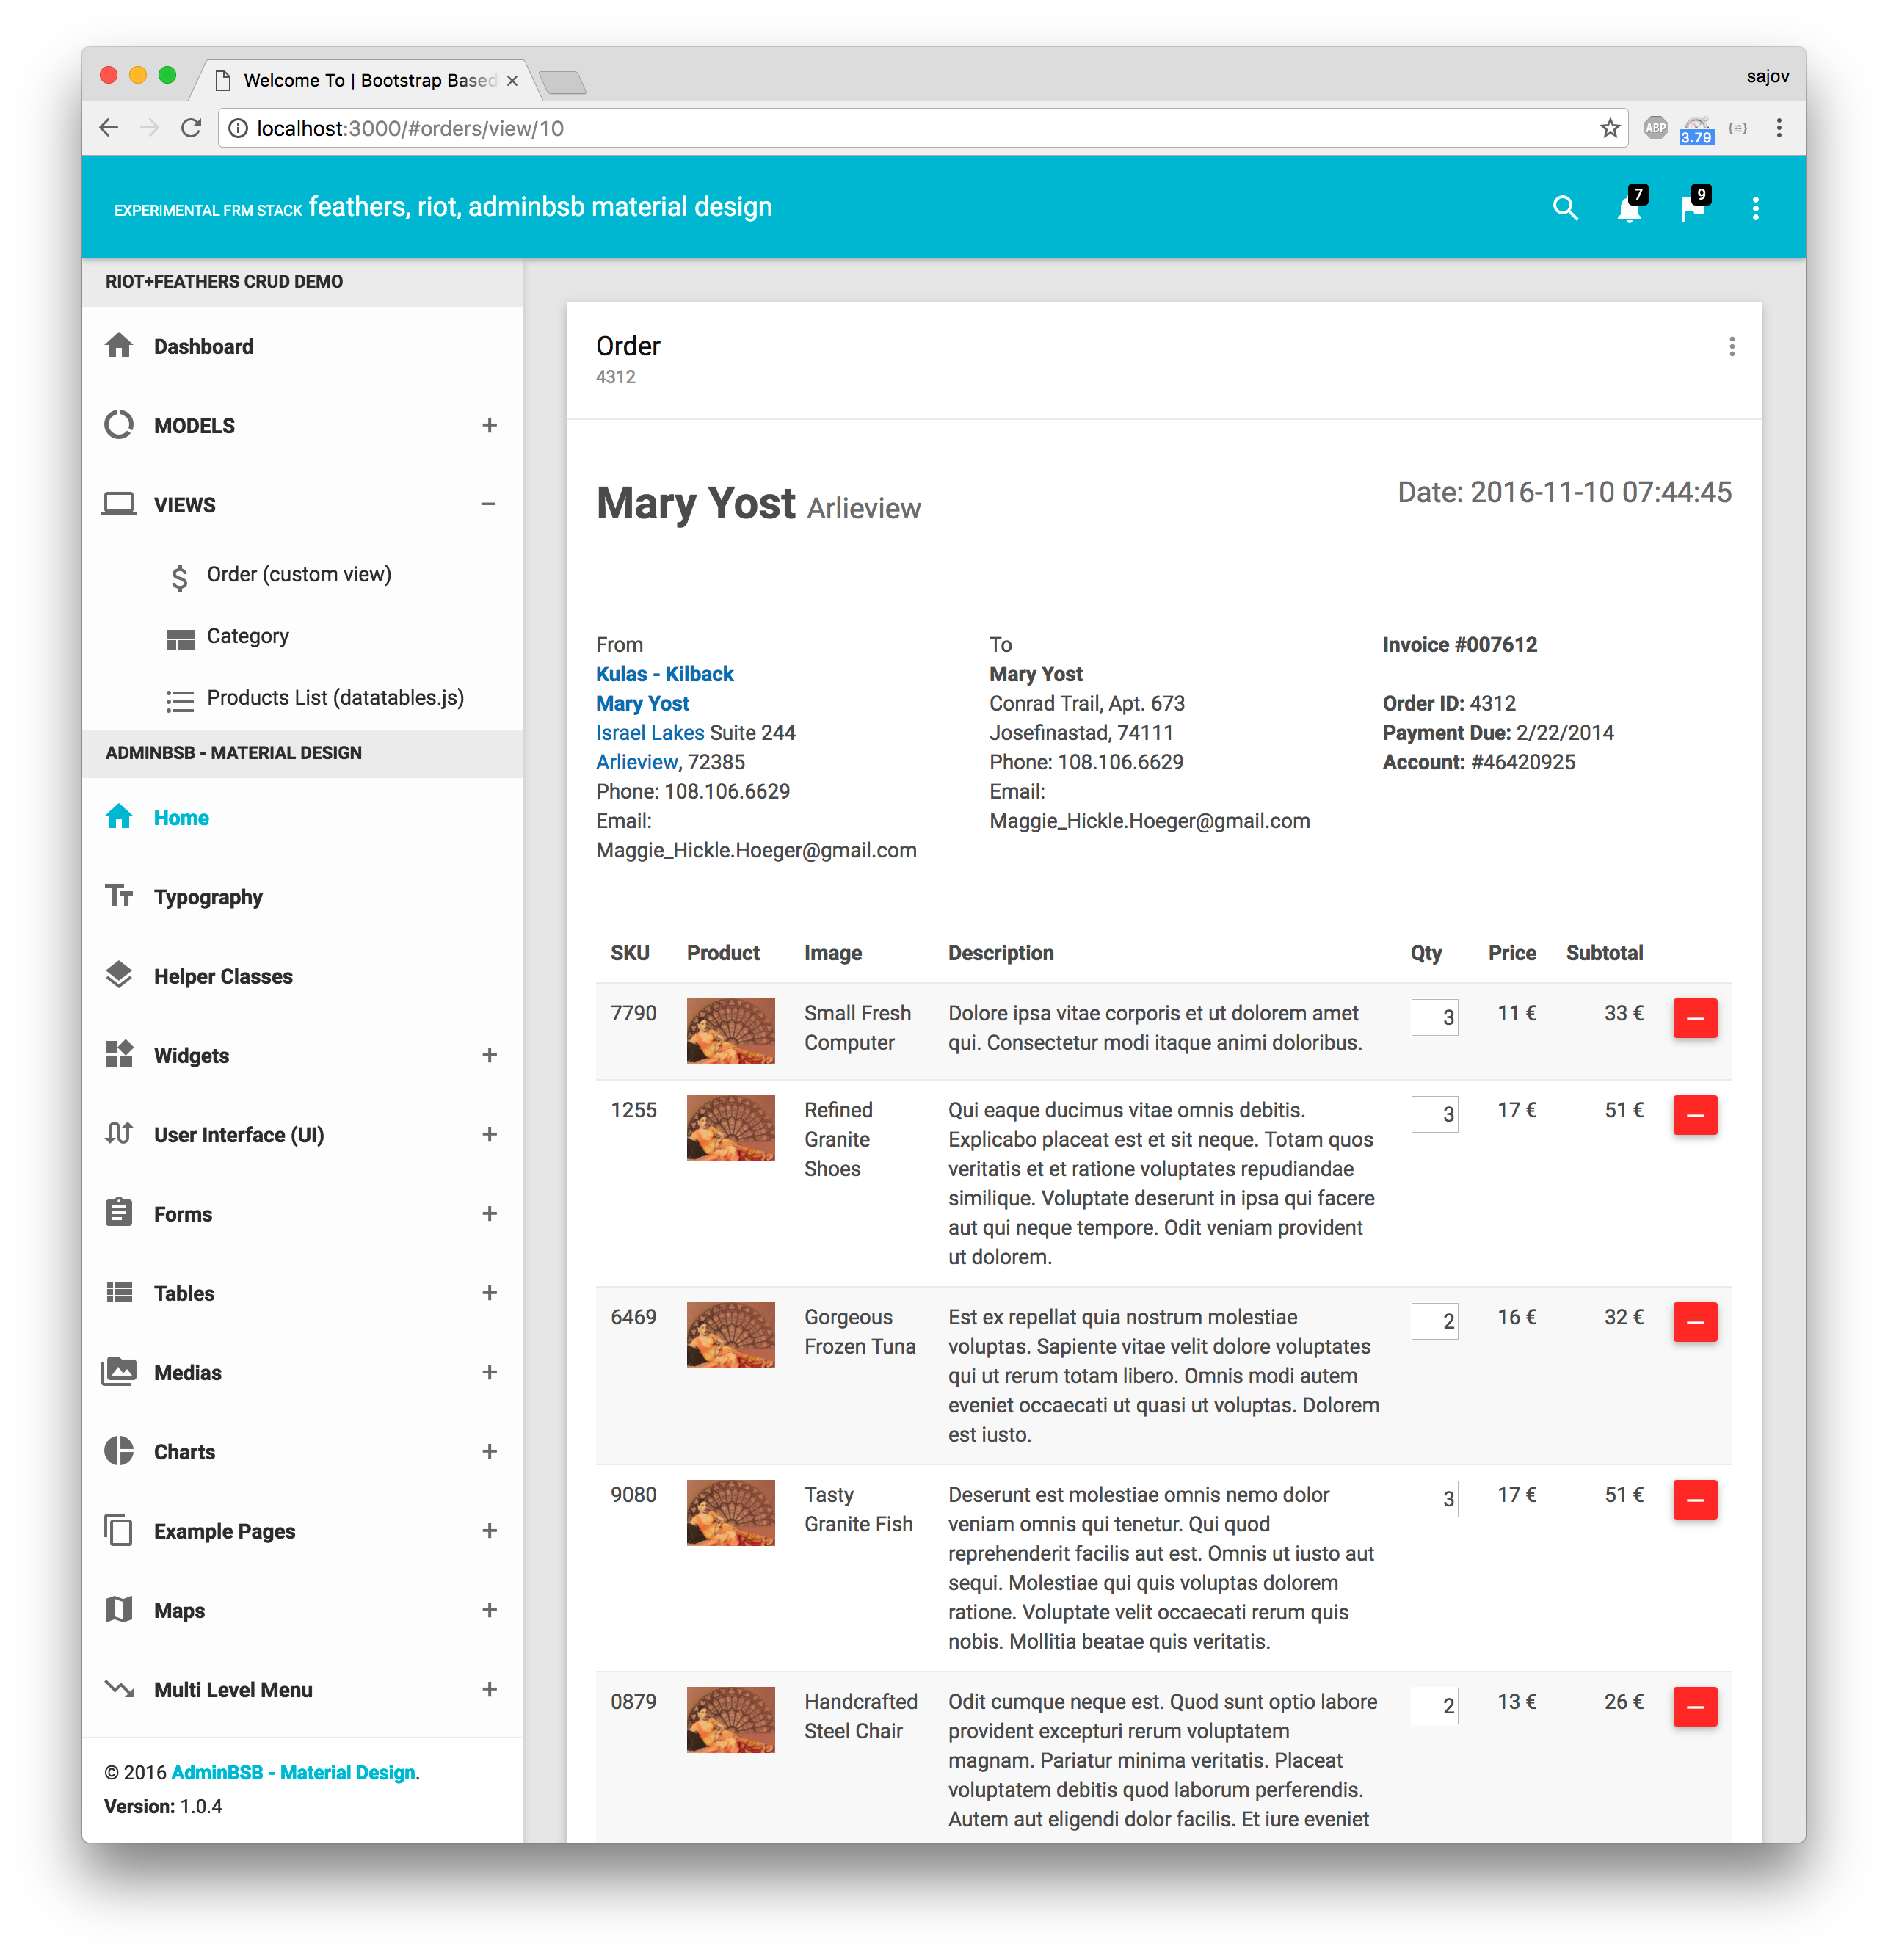 Welcome To | Bootstrap Based
sajov
localhost:3000/#orders/view/10
ABP
3.79
EXPERIMENTAL FRM STACK feathers, riot, adminbsb material design
7
9
RIOT+FEATHERS CRUD DEMO
Dashboard
MODELS
VIEWS
Order (custom view)
Category
Products List (datatables.js)
ADMINBSB - MATERIAL DESIGN
Home
Typography
Helper Classes
Widgets
User Interface (UI)
Forms
Tables
Medias
Charts
Example Pages
Maps
Multi Level Menu
© 2016 AdminBSB - Material Design.
Version: 1.0.4
Order
4312
Mary Yost Arlieview
Date: 2016-11-10 07:44:45
From
Kulas - Kilback
Mary Yost
Israel Lakes Suite 244
Arlieview, 72385
Phone: 108.106.6629
Email:
Maggie_Hickle.Hoeger@gmail.com
To
Mary Yost
Conrad Trail, Apt. 673
Josefinastad, 74111
Phone: 108.106.6629
Email:
Maggie_Hickle.Hoeger@gmail.com
Invoice #007612
Order ID: 4312
Payment Due: 2/22/2014
Account: #46420925
SKU Product Image Description Qty Price Subtotal
7790
Small Fresh
Computer
Dolore ipsa vitae corporis et ut dolorem amet
qui. Consectetur modi itaque animi doloribus.
3
11 €
33 €
1255
Refined
Granite
Shoes
Qui eaque ducimus vitae omnis debitis.
Explicabo placeat est et sit neque. Totam quos
veritatis et et ratione voluptates repudiandae
similique. Voluptate deserunt in ipsa qui facere
aut qui neque tempore. Odit veniam provident
ut dolorem.
3
17 €
51 €
6469
Gorgeous
Frozen Tuna
Est ex repellat quia nostrum molestiae
voluptas. Sapiente vitae velit dolore voluptates
qui ut rerum totam libero. Omnis modi autem
eveniet occaecati ut quasi ut voluptas. Dolorem
est iusto.
2
16 €
32 €
9080
Tasty
Granite Fish
Deserunt est molestiae omnis nemo dolor
veniam omnis qui tenetur. Qui quod
reprehenderit facilis aut est. Omnis ut iusto aut
sequi. Molestiae qui quis voluptas dolorem
ratione. Voluptate velit occaecati rerum quis
nobis. Mollitia beatae quis veritatis.
3
17 €
51 €
0879
Handcrafted
Steel Chair
Odit cumque neque est. Quod sunt optio labore
provident excepturi rerum voluptatem
magnam. Pariatur minima veritatis. Placeat
voluptatem debitis quod laborum perferendis.
Autem aut eligendi dolor facilis. Et iure eveniet
2
13 €
26 €